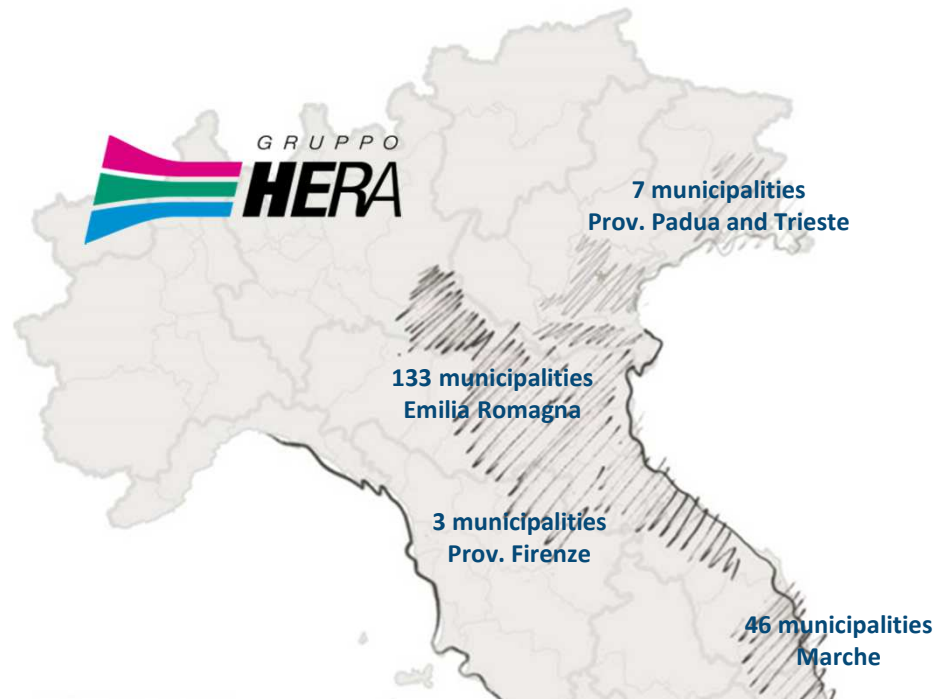 GRUPPO
HERA
7 municipalities
Prov. Padua and Trieste
133 municipalities
Emilia Romagna
3 municipalities
Prov. Firenze
46 municipalities
Marche